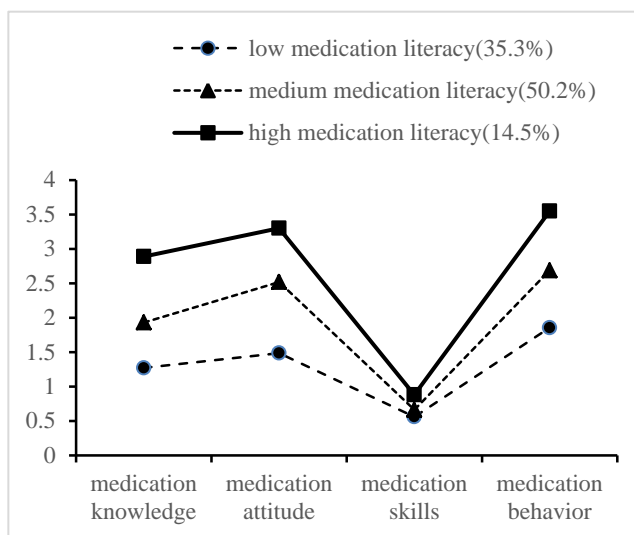 low medication literacy(35.3%)
medium medication literacy(50.2%)
high medication literacy(14.5%)
4
3.5
3
2.5
2
1.5
1
0.5
0
medication knowledge
medication attitude
medication skills
medication behavior